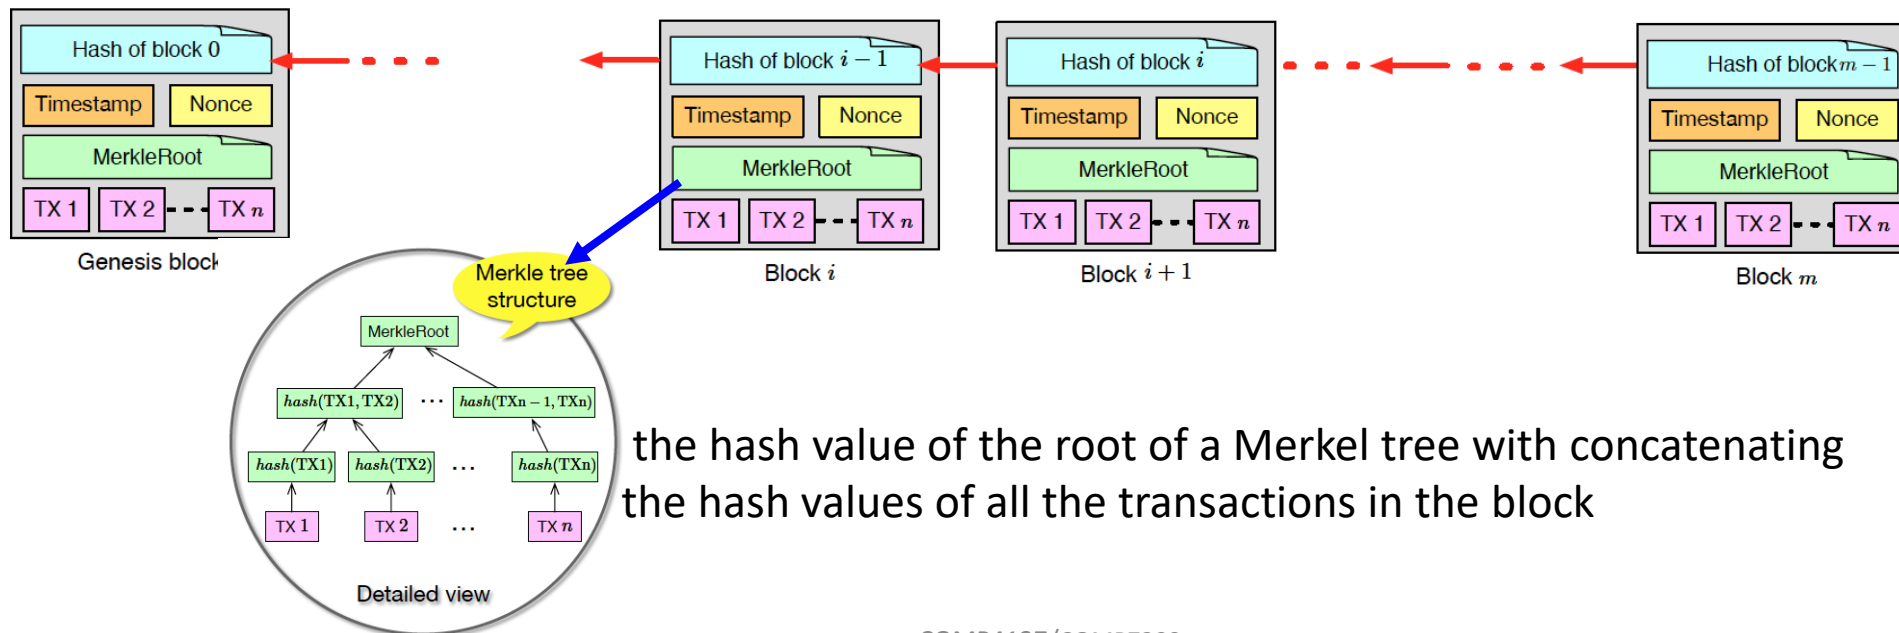 Hash of block 0
Timestamp
Nonce
MerkleRoot
TX 1
TX 2
TX n
Genesis block
Hash of block i − 1
Timestamp
Nonce
MerkleRoot
TX 1
TX 2
TX n
Block i
Hash of block i
Timestamp
Nonce
MerkleRoot
TX 1
TX 2
TX n
Block i + 1
Hash of block m − 1
Timestamp
Nonce
MerkleRoot
TX 1
TX 2
TX n
Block m
Merkle tree
structure
MerkleRoot
hash(TX1, TX2)
...
hash(TXn − 1, TXn)
hash(TX1)
hash(TX2)
...
hash(TXn)
TX 1
TX 2
...
TX n
Detailed view
the hash value of the root of a Merkel tree with concatenating
the hash values of all the transactions in the block